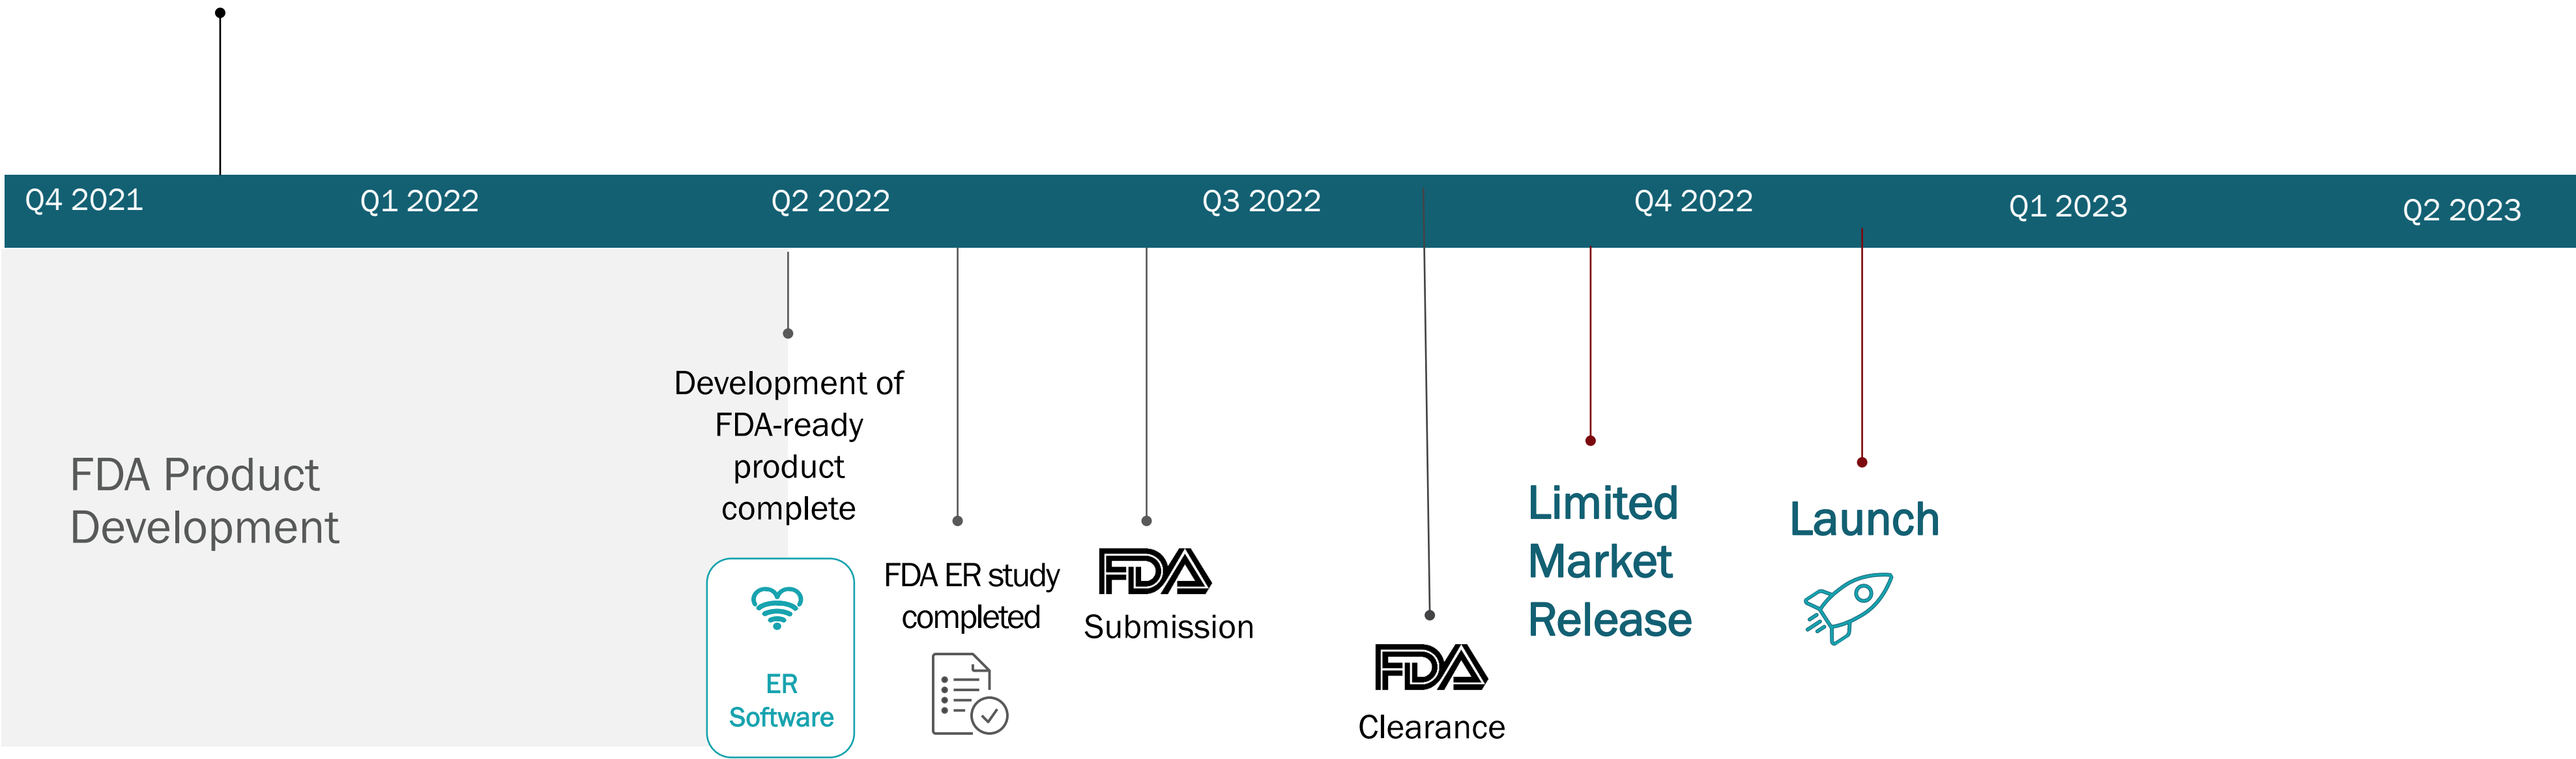 Q4 2021
Q1 2022
Q2 2022
Q3 2022
Q4 2022
Q1 2023
Q2 2023
FDA Product
Development
Development of
FDA-ready
product
complete
ER
Software
FDA ER study
completed
FDA
Submission
FDA
Clearance
Limited
Market
Release
Launch